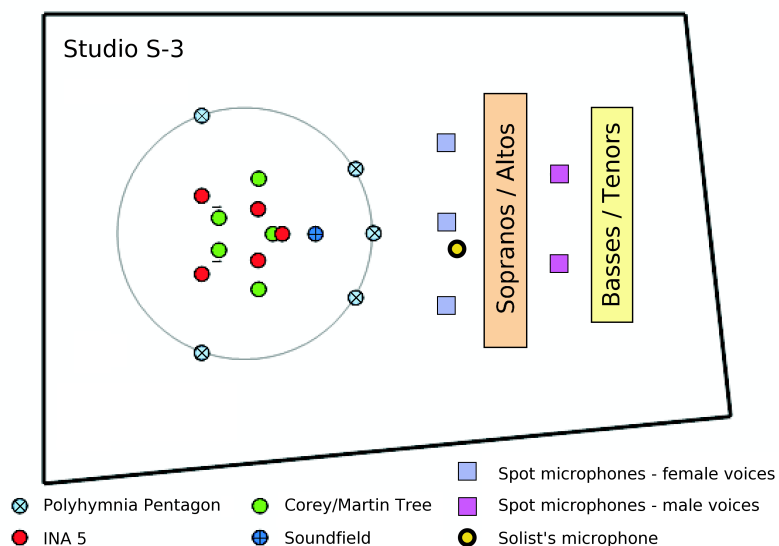 Studio S-3
Sopranos / Altos
Basses / Tenors
Spot microphones - female voices
Polyhymnia Pentagon
Corey/Martin Tree
Spot microphones - male voices
INA 5
Soundfield
Solist's microphone